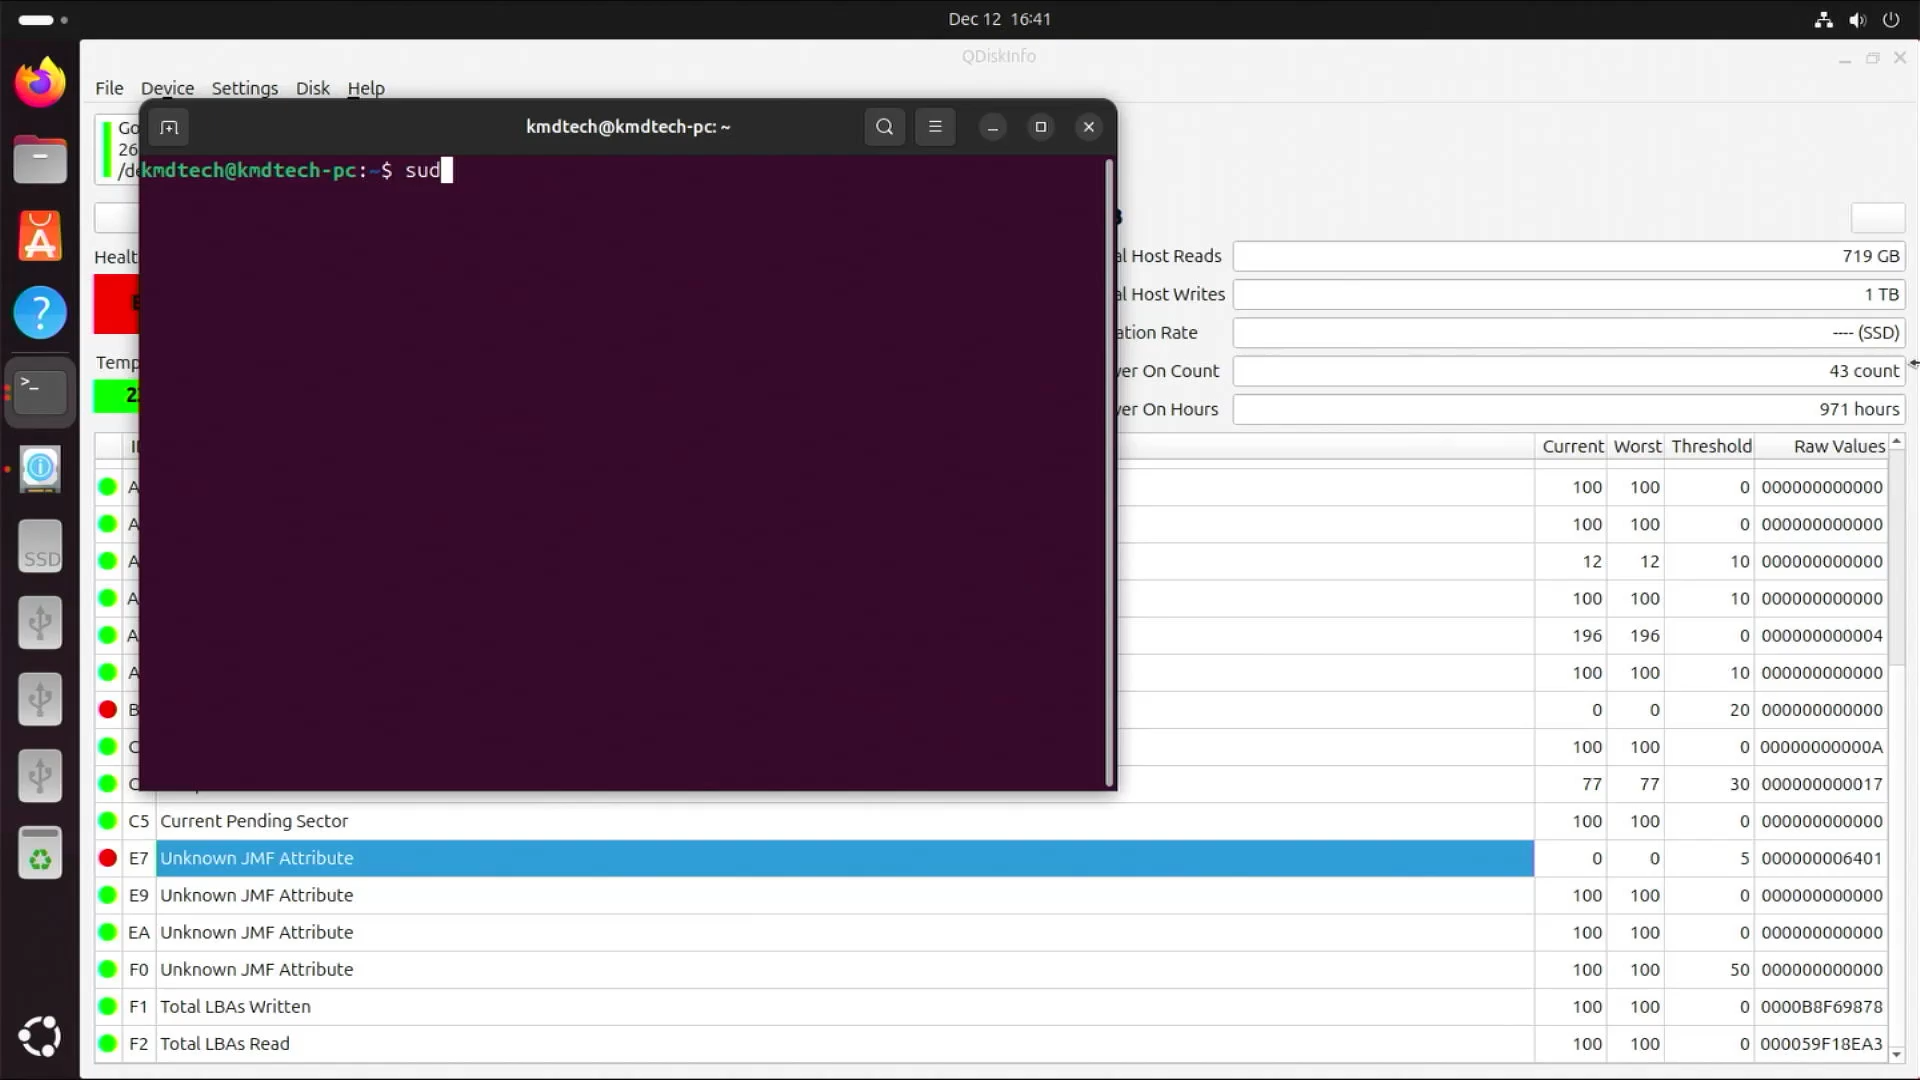 Dec 12 16:41
QDiskInfo
File Device Settings Disk Help
kmdtech@kmdtech-pc: ~
Go
26
/de
kmdtech@kmdtech-pc:~$ sud
al Host Reads 719 GB
al Host Writes 1 TB
ation Rate ---- (SSD)
er On Count 43 count
er On Hours 971 hours
Healt
Temp
2
Current Worst Threshold Raw Values
A 100 100 0 000000000000
A 100 100 0 000000000000
A 12 12 10 000000000000
A 100 100 10 000000000000
A 196 196 0 000000000004
A 100 100 10 000000000000
B 0 0 20 000000000000
C 100 100 0 00000000000A
C 77 77 30 000000000017
C5 Current Pending Sector 100 100 0 000000000000
E7 Unknown JMF Attribute 0 0 5 000000006401
E9 Unknown JMF Attribute 100 100 0 000000000000
EA Unknown JMF Attribute 100 100 0 000000000000
F0 Unknown JMF Attribute 100 100 50 000000000000
F1 Total LBAs Written 100 100 0 0000B8F69878
F2 Total LBAs Read 100 100 0 000059F18EA3
SSD